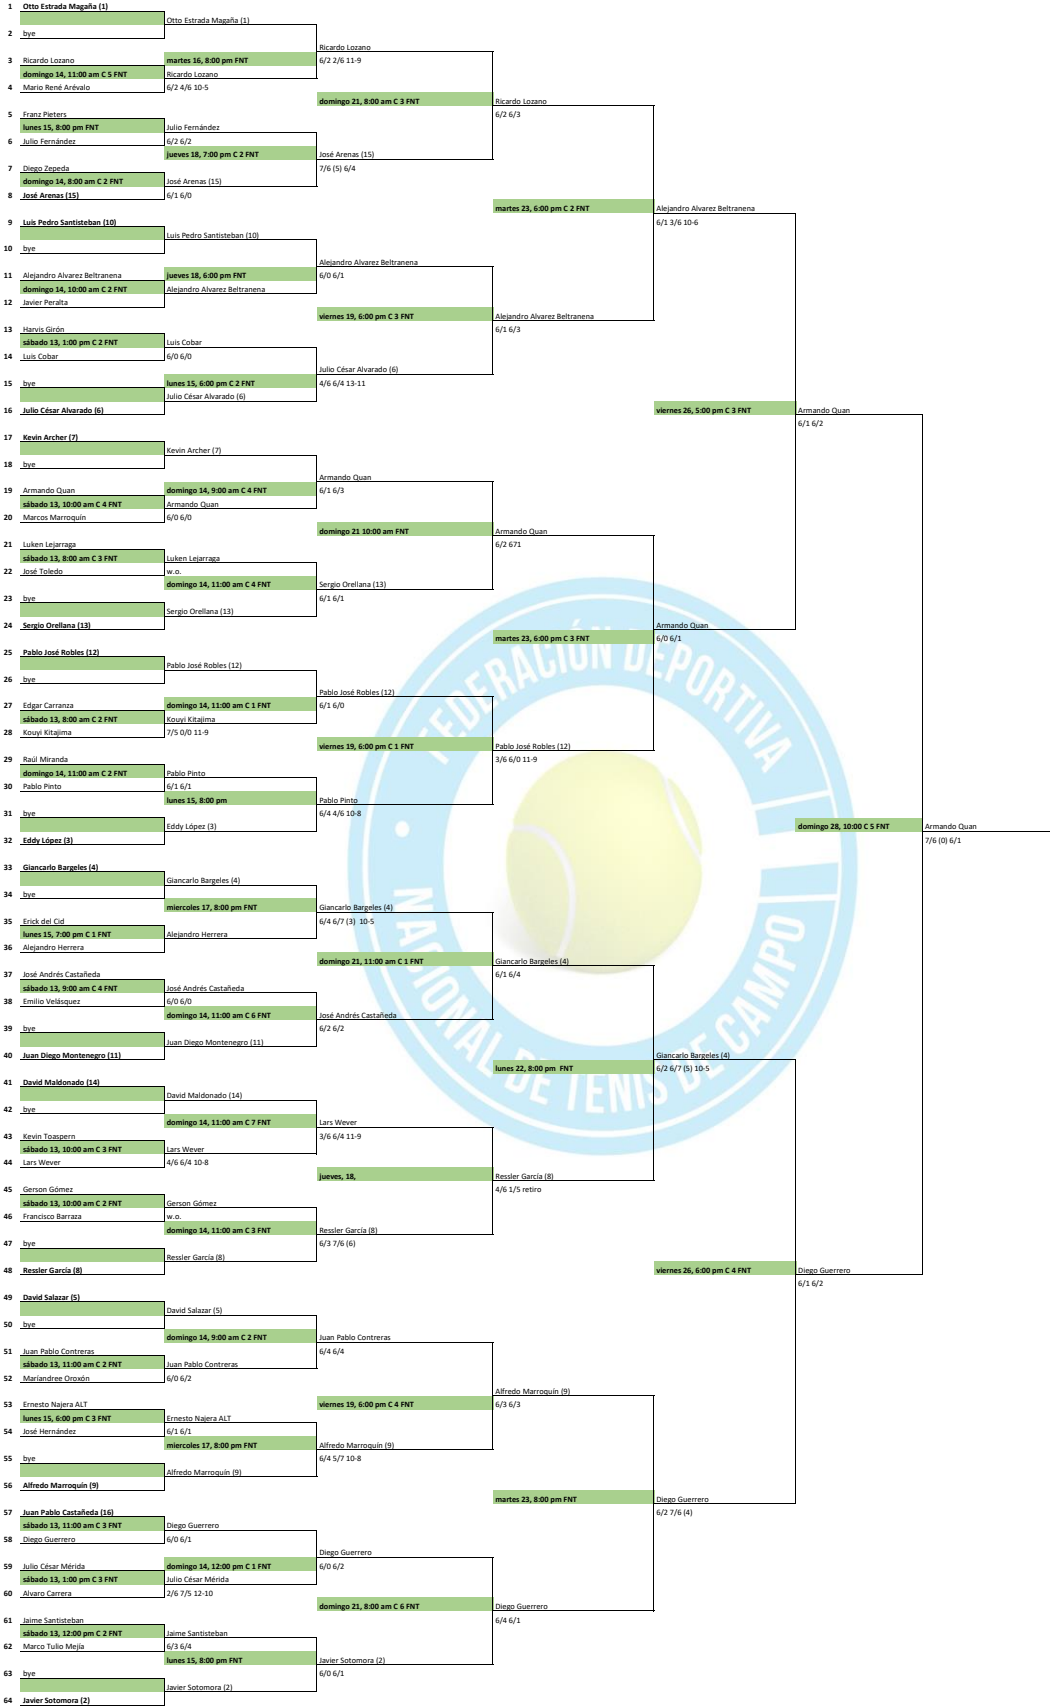 1 Otto Estrada Magaña (1)
Otto Estrada Magaña (1)
2 bye
Ricardo Lozano
3 Ricardo Lozano martes 16, 8:00 pm FNT 6/2 2/6 11-9
domingo 14, 11:00 am C 5 FNT Ricardo Lozano
4 Mario René Arévalo 6/2 4/6 10-5
domingo 21, 8:00 am C 3 FNT Ricardo Lozano
5 Franz Pieters 6/2 6/3
lunes 15, 8:00 pm FNT Julio Fernández
6 Julio Fernández 6/2 6/2
jueves 18, 7:00 pm C 2 FNT José Arenas (15)
7 Diego Zepeda 7/6 (5) 6/4
domingo 14, 8:00 am C 2 FNT José Arenas (15)
8 José Arenas (15) 6/1 6/0
martes 23, 6:00 pm C 2 FNT Alejandro Alvarez Beltranena
9 Luis Pedro Santisteban (10) 6/1 3/6 10-6
Luis Pedro Santisteban (10)
10 bye
Alejandro Alvarez Beltranena
11 Alejandro Alvarez Beltranena jueves 18, 6:00 pm 6/0 6/1
domingo 14, 10:00 am C 2 FNT Alejandro Alvarez Beltranena
12 Javier Peralta
viernes 19, 6:00 pm C 3 FNT Alejandro Alvarez Beltranena
13 Harvis Girón 6/1 6/3
sábado 13, 1:00 pm C 2 FNT Luis Cobar
14 Luis Cobar 6/0 6/0
Julio César Alvarado (6)
15 bye lunes 15, 6:00 pm C 2 FNT 4/6 6/4 13-11
Julio César Alvarado (6)
16 Julio César Alvarado (6) viernes 26, 5:00 pm C 3 FNT Armando Quan
6/1 6/2
17 Kevin Archer (7)
Kevin Archer (7)
18 bye
Armando Quan
19 Armando Quan domingo 14, 9:00 am C 4 FNT 6/1 6/3
sábado 13, 10:00 am C 4 FNT Armando Quan
20 Marcos Marroquín 6/0 6/0
domingo 21 10:00 am FNT Armando Quan
21 Luken Lejarraga 6/2 671
sábado 13, 8:00 am C 3 FNT Luken Lejarraga
22 José Toledo w.o.
domingo 14, 11:00 am C 4 FNT Sergio Orellana (13)
23 bye 6/1 6/1
Sergio Orellana (13)
24 Sergio Orellana (13) Armando Quan
martes 23, 6:00 pm C 3 FNT 6/0 6/1
25 Pablo José Robles (12)
Pablo José Robles (12)
26 bye
Pablo José Robles (12)
27 Edgar Carranza domingo 14, 11:00 am C 1 FNT 6/1 6/0
sábado 13, 8:00 am C 2 FNT Kouyi Kitajima
28 Kouyi Kitajima 7/5 0/0 11-9
viernes 19, 6:00 pm C 1 FNT Pablo José Robles (12)
29 Raúl Miranda 3/6 6/0 11-9
domingo 14, 11:00 am C 2 FNT Pablo Pinto
30 Pablo Pinto 6/1 6/1
lunes 15, 8:00 pm Pablo Pinto
31 bye 6/4 4/6 10-8
Eddy López (3) domingo 28, 10:00 C 5 FNT Armando Quan
32 Eddy López (3) 7/6 (0) 6/1
33 Giancarlo Bargeles (4)
Giancarlo Bargeles (4)
34 bye
miercoles 17, 8:00 pm FNT Giancarlo Bargeles (4)
35 Erick del Cid 6/4 6/7 (3) 10-5
lunes 15, 7:00 pm C 1 FNT Alejandro Herrera
36 Alejandro Herrera
domingo 21, 11:00 am C 1 FNT Giancarlo Bargeles (4)
37 José Andrés Castañeda 6/1 6/4
sábado 13, 9:00 am C 4 FNT José Andrés Castañeda
38 Emilio Velásquez 6/0 6/0
domingo 14, 11:00 am C 6 FNT José Andrés Castañeda
39 bye 6/2 6/2
Juan Diego Montenegro (11)
40 Juan Diego Montenegro (11) Giancarlo Bargeles (4)
lunes 22, 8:00 pm FNT 6/2 6/7 (5) 10-5
41 David Maldonado (14)
David Maldonado (14)
42 bye
domingo 14, 11:00 am C 7 FNT Lars Wever
43 Kevin Toaspern 3/6 6/4 11-9
sábado 13, 10:00 am C 3 FNT Lars Wever
44 Lars Wever 4/6 6/4 10-8
jueves, 18, Ressler García (8)
45 Gerson Gómez 4/6 1/5 retiro
sábado 13, 10:00 am C 2 FNT Gerson Gómez
46 Francisco Barraza w.o.
domingo 14, 11:00 am C 3 FNT Ressler García (8)
47 bye 6/3 7/6 (6)
Ressler García (8)
48 Ressler García (8) viernes 26, 6:00 pm C 4 FNT Diego Guerrero
6/1 6/2
49 David Salazar (5)
David Salazar (5)
50 bye
domingo 14, 9:00 am C 2 FNT Juan Pablo Contreras
51 Juan Pablo Contreras 6/4 6/4
sábado 13, 11:00 am C 2 FNT Juan Pablo Contreras
52 Maríandree Oroxón 6/0 6/2
Alfredo Marroquín (9)
53 Ernesto Najera ALT viernes 19, 6:00 pm C 4 FNT 6/3 6/3
lunes 15, 6:00 pm C 3 FNT Ernesto Najera ALT
54 José Hernández 6/1 6/1
miercoles 17, 8:00 pm FNT Alfredo Marroquín (9)
55 bye 6/4 5/7 10-8
Alfredo Marroquín (9)
56 Alfredo Marroquín (9)
martes 23, 8:00 pm FNT Diego Guerrero
57 Juan Pablo Castañeda (16) 6/2 7/6 (4)
sábado 13, 11:00 am C 3 FNT Diego Guerrero
58 Diego Guerrero 6/0 6/1
Diego Guerrero
59 Julio César Mérida domingo 14, 12:00 pm C 1 FNT 6/0 6/2
sábado 13, 1:00 pm C 3 FNT Julio César Mérida
60 Alvaro Carrera 2/6 7/5 12-10
domingo 21, 8:00 am C 6 FNT Diego Guerrero
61 Jaime Santisteban 6/4 6/1
sábado 13, 12:00 pm C 2 FNT Jaime Santisteban
62 Marco Tulio Mejía 6/3 6/4
lunes 15, 8:00 pm FNT Javier Sotomora (2)
63 bye 6/0 6/1
Javier Sotomora (2)
64 Javier Sotomora (2)
FEDERACIÓN DEPORTIVA
NACIONAL DE TENIS DE CAMPO